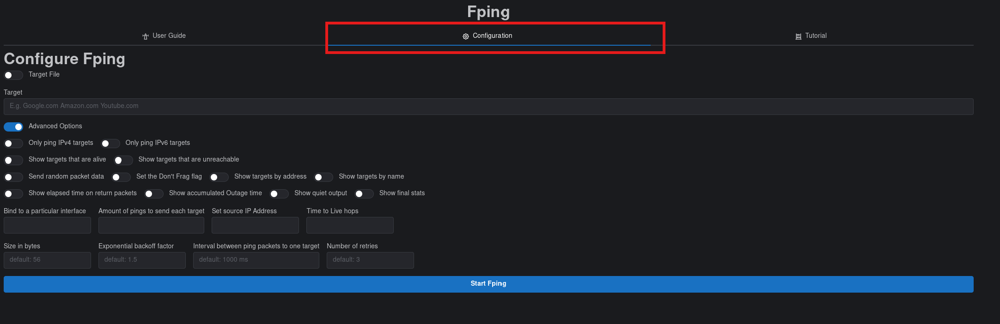 Fping
User Guide Configuration Tutorial
Configure Fping
Target File
Target
E.g. Google.com Amazon.com Youtube.com
Advanced Options
Only ping IPv4 targets Only ping IPv6 targets
Show targets that are alive Show targets that are unreachable
Send random packet data Set the Don't Frag flag Show targets by address Show targets by name
Show elapsed time on return packets Show accumulated Outage time Show quiet output Show final stats
Bind to a particular interface Amount of pings to send each target Set source IP Address Time to Live hops
Size in bytes Exponential backoff factor Interval between ping packets to one target Number of retries
default: 56 default: 1.5 default: 1000 ms default: 3
Start Fping